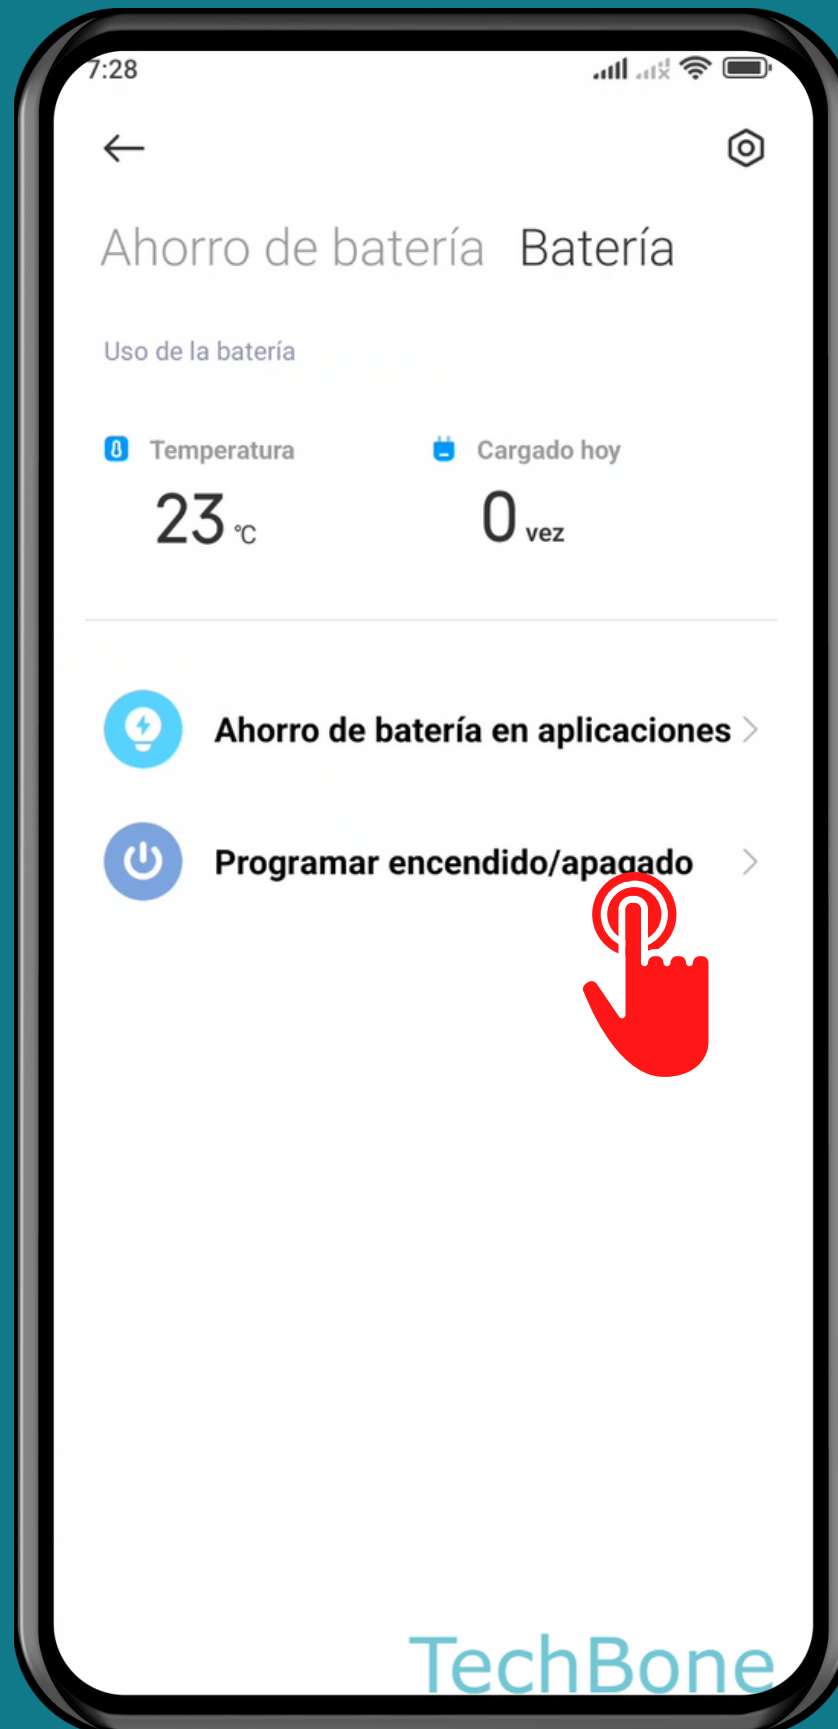 7:28
Ahorro de batería Batería
Uso de la batería
Temperatura Cargado hoy
23 °C 0 vez
Ahorro de batería en aplicaciones
Programar encendido/apagado
TechBone